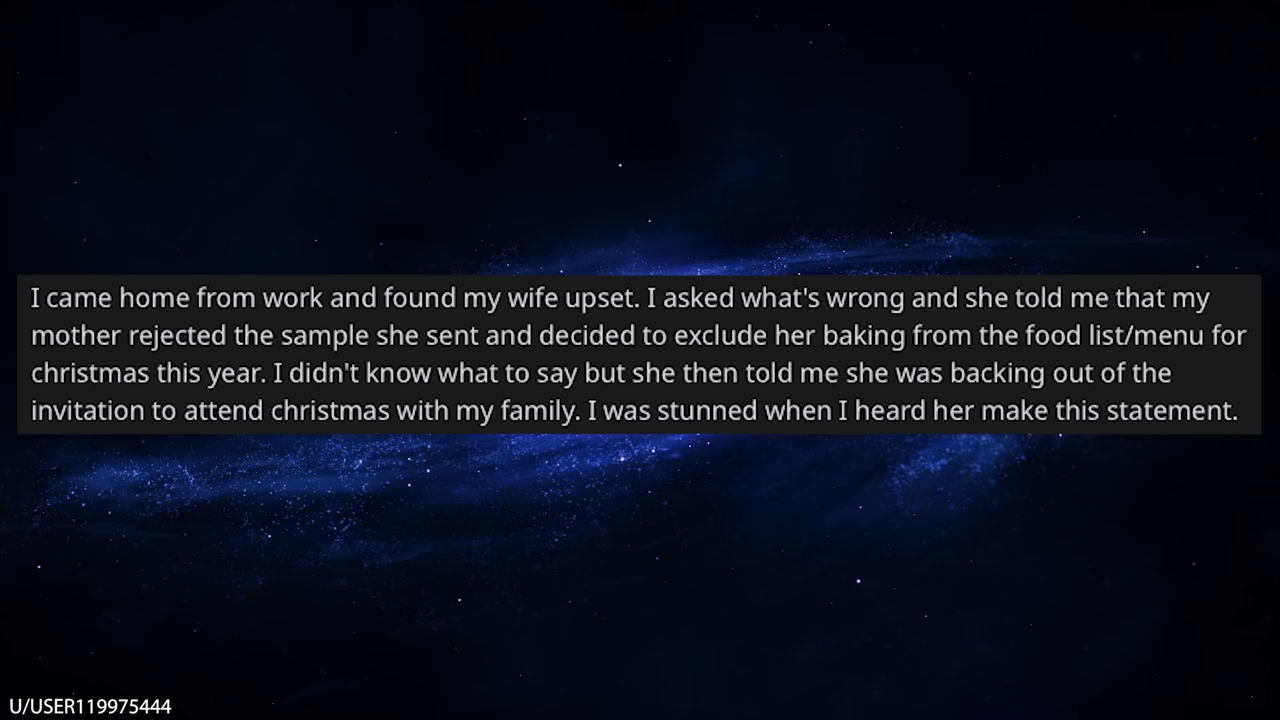 I came home from work and found my wife upset. I asked what's wrong and she told me that my
mother rejected the sample she sent and decided to exclude her baking from the food list/menu for
christmas this year. I didn't know what to say but she then told me she was backing out of the
invitation to attend christmas with my family. I was stunned when I heard her make this statement.
U/USER119975444